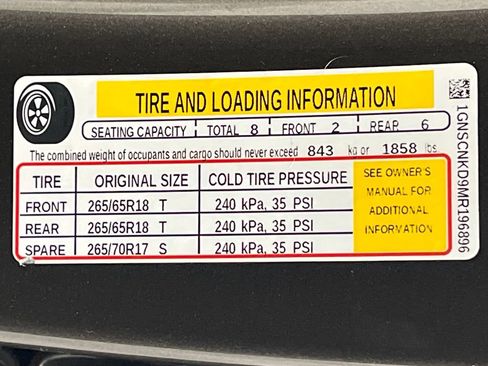 TIRE AND LOADING INFORMATION
SEATING CAPACITY TOTAL 8 FRONT 2 REAR 6
The combined weight of occupants and cargo should never exceed 843 kg or 1858 lbs
TIRE ORIGINAL SIZE COLD TIRE PRESSURE
FRONT 265/65R18 T 240 kPa, 35 PSI
REAR 265/65R18 T 240 kPa, 35 PSI
SPARE 265/70R17 S 240 kPa, 35 PSI
SEE OWNER'S
MANUAL FOR
ADDITIONAL
INFORMATION
1GNSCNKD9MR196896